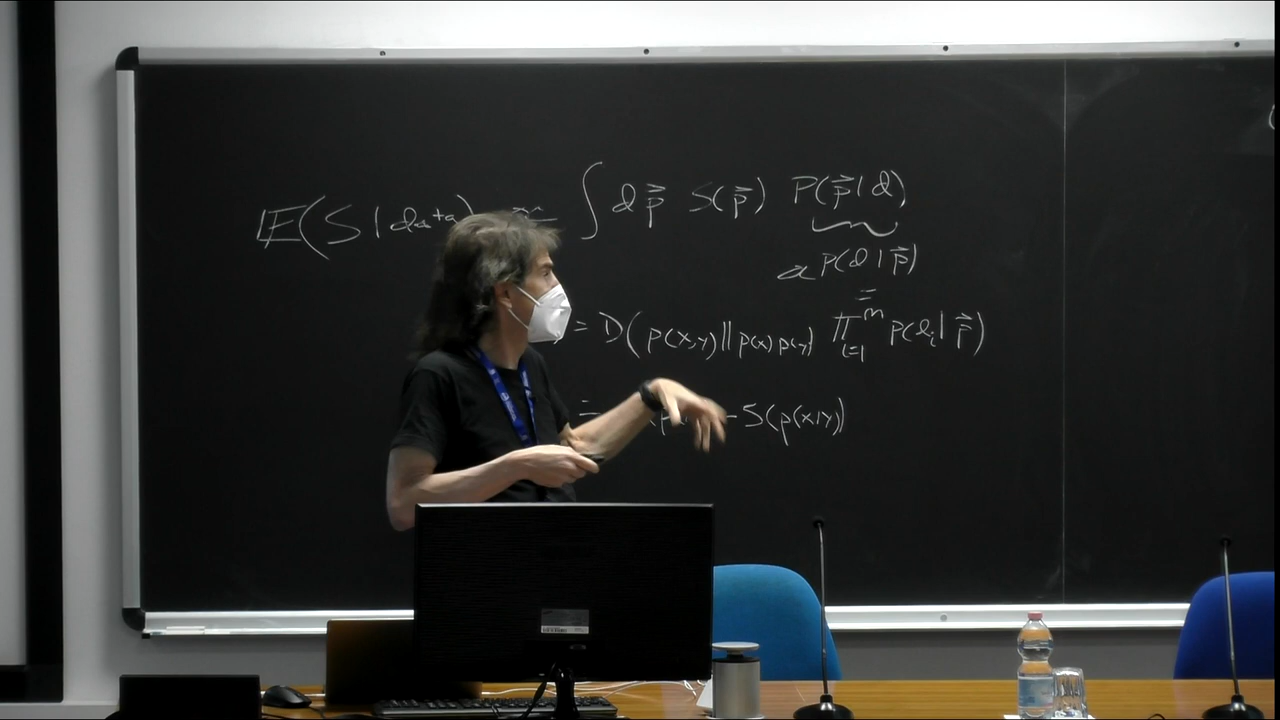 𝔼(S | data) = ∫ d p⃗ S(p⃗) P(p⃗ | d)
α P(d | p⃗)
=
= D( p(x,y) || p(x) p(y) ∏_{i=1}^{m} p(d_i | p⃗)
= - S(p(x|y))